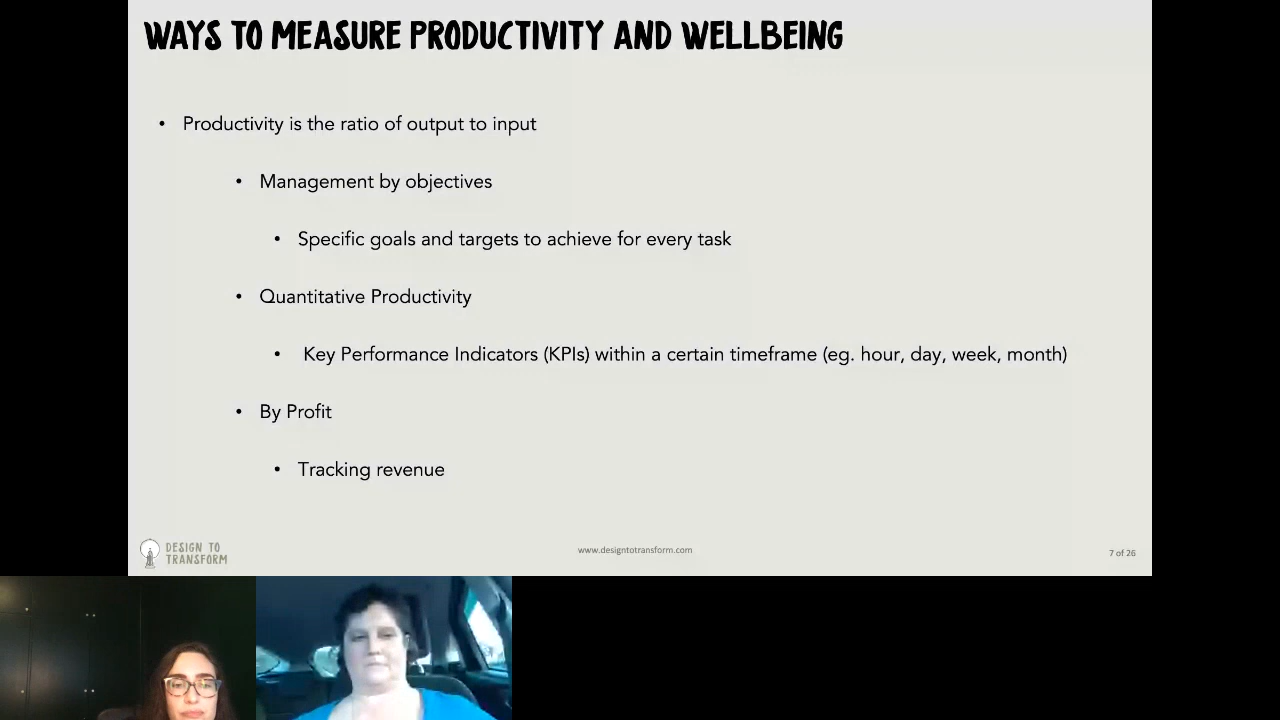 WAYS TO MEASURE PRODUCTIVITY AND WELLBEING
• Productivity is the ratio of output to input
• Management by objectives
• Specific goals and targets to achieve for every task
• Quantitative Productivity
• Key Performance Indicators (KPIs) within a certain timeframe (eg. hour, day, week, month)
• By Profit
• Tracking revenue
DESIGN TO
TRANSFORM
www.designtotransform.com
7 of 26